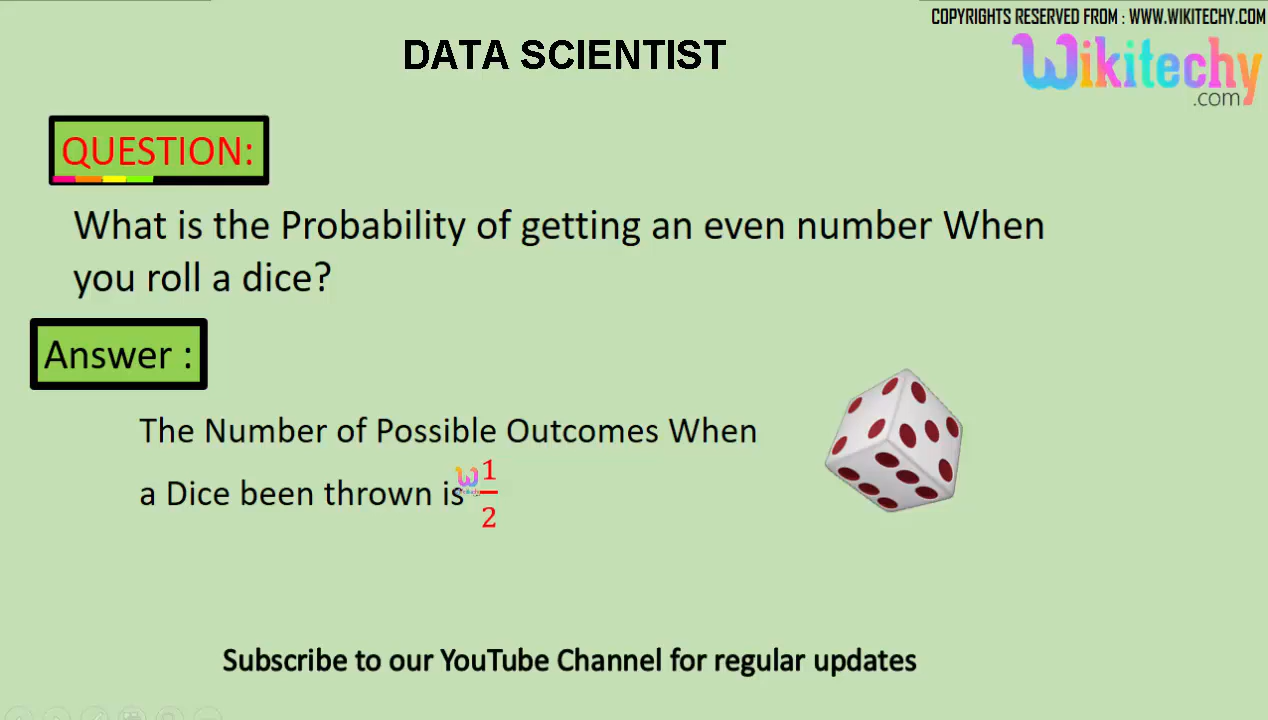 COPYRIGHTS RESERVED FROM : WWW.WIKITECHY.COM
DATA SCIENTIST
Wikitechy
.com
QUESTION:
What is the Probability of getting an even number When
you roll a dice?
Answer :
The Number of Possible Outcomes When
a Dice been thrown is 1/2
Subscribe to our YouTube Channel for regular updates